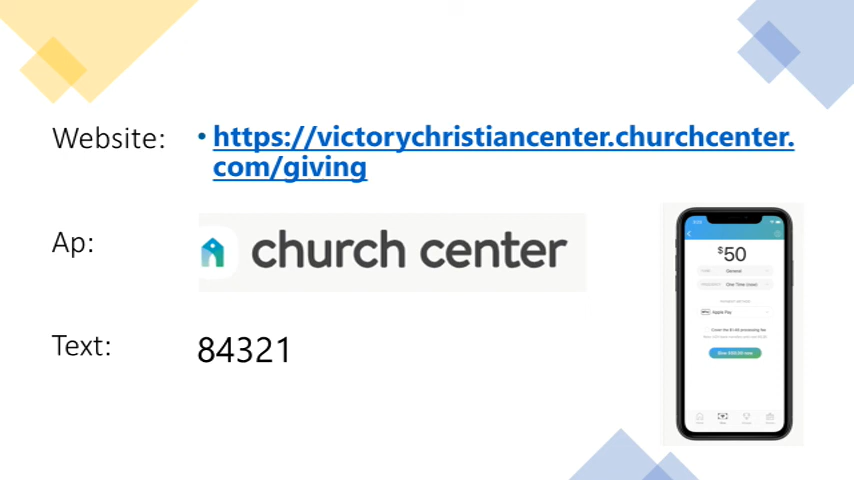 Website:
• https://victorychristiancenter.churchcenter.
com/giving
Ap:
church center
Text:
84321
$50
General
One Time (now)
Apple Pay